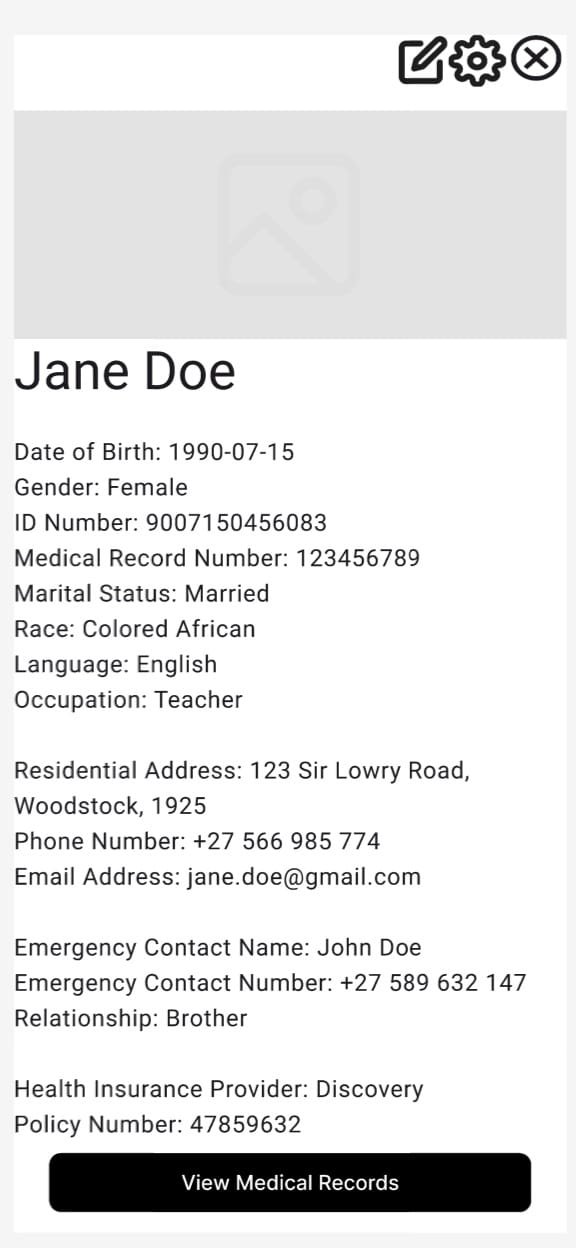 Jane Doe
Date of Birth: 1990-07-15
Gender: Female
ID Number: 9007150456083
Medical Record Number: 123456789
Marital Status: Married
Race: Colored African
Language: English
Occupation: Teacher
Residential Address: 123 Sir Lowry Road,
Woodstock, 1925
Phone Number: +27 566 985 774
Email Address: jane.doe@gmail.com
Emergency Contact Name: John Doe
Emergency Contact Number: +27 589 632 147
Relationship: Brother
Health Insurance Provider: Discovery
Policy Number: 47859632
View Medical Records